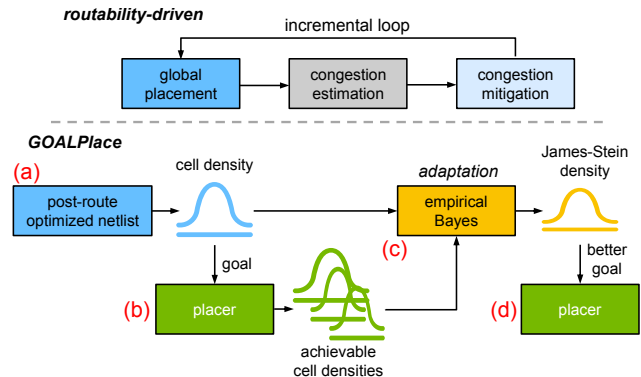 routability-driven
incremental loop
global
placement
congestion
estimation
congestion
mitigation
GOALPlace
(a)
cell density
adaptation
James-Stein
density
post-route
optimized netlist
empirical
Bayes
(c)
goal
better
goal
(b)
placer
(d)
placer
achievable
cell densities